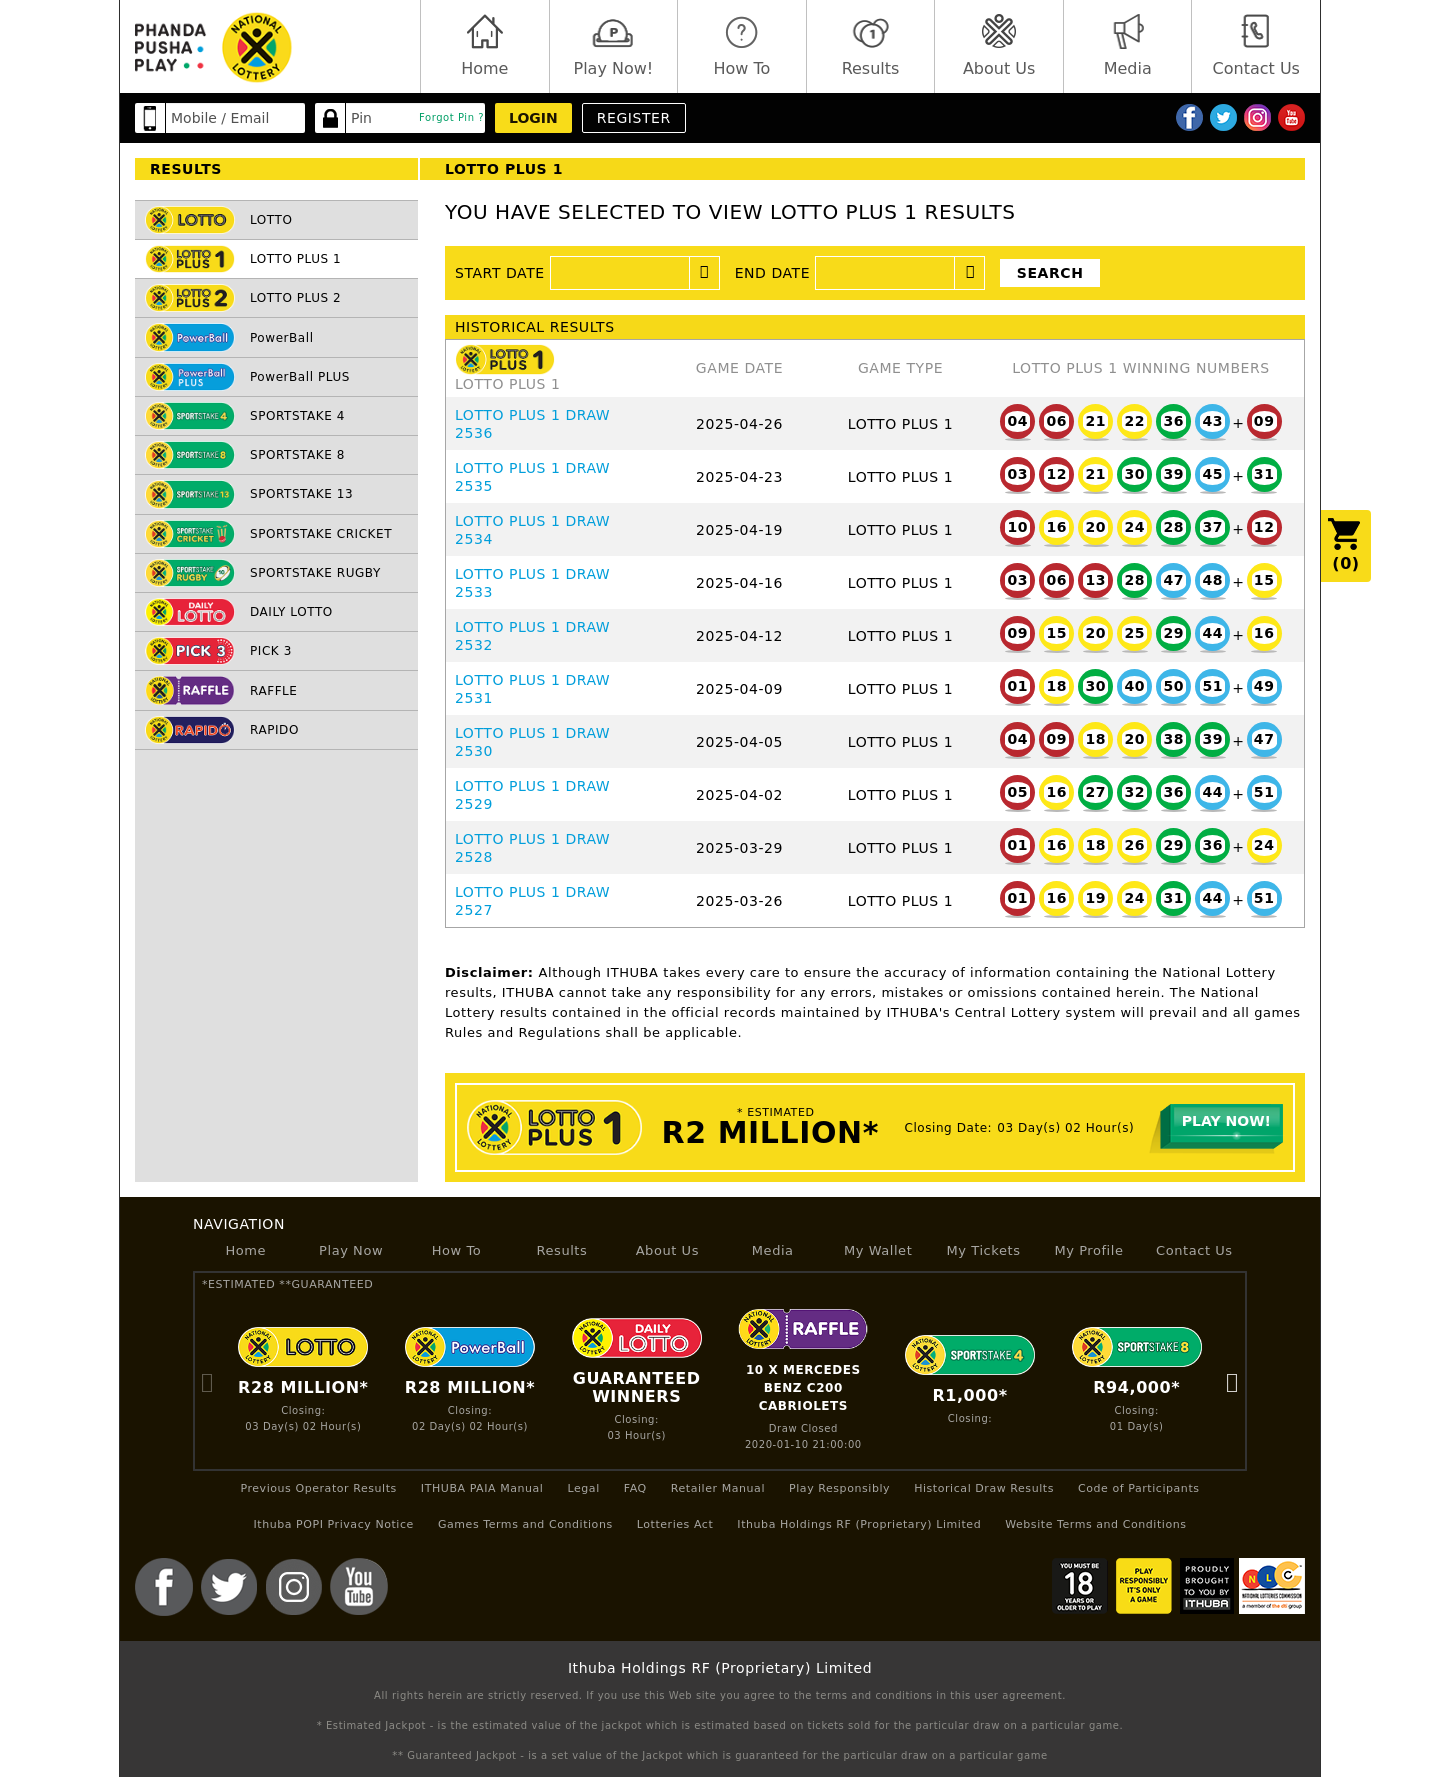 PHANDA
PUSHA
PLAY
NATIONAL
LOTTERY
Home
Play Now!
How To
Results
About Us
Media
Contact Us
Mobile / Email
Pin
Forgot Pin ?
LOGIN
REGISTER
RESULTS
LOTTO PLUS 1
LOTTO
LOTTO PLUS 1
LOTTO PLUS 2
PowerBall
PowerBall PLUS
SPORTSTAKE 4
SPORTSTAKE 8
SPORTSTAKE 13
SPORTSTAKE CRICKET
SPORTSTAKE RUGBY
DAILY LOTTO
PICK 3
RAFFLE
RAPIDO
YOU HAVE SELECTED TO VIEW LOTTO PLUS 1 RESULTS
START DATE
END DATE
SEARCH
HISTORICAL RESULTS
LOTTO PLUS 1
LOTTO PLUS 1 GAME DATE GAME TYPE LOTTO PLUS 1 WINNING NUMBERS
LOTTO PLUS 1 DRAW
2536 2025-04-26 LOTTO PLUS 1 04 06 21 22 36 43 + 09
LOTTO PLUS 1 DRAW
2535 2025-04-23 LOTTO PLUS 1 03 12 21 30 39 45 + 31
LOTTO PLUS 1 DRAW
2534 2025-04-19 LOTTO PLUS 1 10 16 20 24 28 37 + 12
LOTTO PLUS 1 DRAW
2533 2025-04-16 LOTTO PLUS 1 03 06 13 28 47 48 + 15
LOTTO PLUS 1 DRAW
2532 2025-04-12 LOTTO PLUS 1 09 15 20 25 29 44 + 16
LOTTO PLUS 1 DRAW
2531 2025-04-09 LOTTO PLUS 1 01 18 30 40 50 51 + 49
LOTTO PLUS 1 DRAW
2530 2025-04-05 LOTTO PLUS 1 04 09 18 20 38 39 + 47
LOTTO PLUS 1 DRAW
2529 2025-04-02 LOTTO PLUS 1 05 16 27 32 36 44 + 51
LOTTO PLUS 1 DRAW
2528 2025-03-29 LOTTO PLUS 1 01 16 18 26 29 36 + 24
LOTTO PLUS 1 DRAW
2527 2025-03-26 LOTTO PLUS 1 01 16 19 24 31 44 + 51
(0)
Disclaimer: Although ITHUBA takes every care to ensure the accuracy of information containing the National Lottery
results, ITHUBA cannot take any responsibility for any errors, mistakes or omissions contained herein. The National
Lottery results contained in the official records maintained by ITHUBA's Central Lottery system will prevail and all games
Rules and Regulations shall be applicable.
NATIONAL LOTTERY
LOTTO PLUS 1
* ESTIMATED
R2 MILLION*
Closing Date: 03 Day(s) 02 Hour(s)
PLAY NOW!
NAVIGATION
Home Play Now How To Results About Us Media My Wallet My Tickets My Profile Contact Us
*ESTIMATED **GUARANTEED
LOTTO
R28 MILLION*
Closing:
03 Day(s) 02 Hour(s)
PowerBall
R28 MILLION*
Closing:
02 Day(s) 02 Hour(s)
DAILY
LOTTO
GUARANTEED
WINNERS
Closing:
03 Hour(s)
RAFFLE
10 X MERCEDES
BENZ C200
CABRIOLETS
Draw Closed
2020-01-10 21:00:00
SPORTSTAKE 4
R1,000*
Closing:
SPORTSTAKE 8
R94,000*
Closing:
01 Day(s)
Previous Operator Results ITHUBA PAIA Manual Legal FAQ Retailer Manual Play Responsibly Historical Draw Results Code of Participants
Ithuba POPI Privacy Notice Games Terms and Conditions Lotteries Act Ithuba Holdings RF (Proprietary) Limited Website Terms and Conditions
You
Tube
YOU MUST BE
18
YEARS OR
OLDER TO PLAY
PLAY
RESPONSIBLY
IT'S ONLY
A GAME
PROUDLY
BROUGHT
TO YOU BY
ITHUBA
NLC
NATIONAL LOTTERIES COMMISSION
a member of the dti group
Ithuba Holdings RF (Proprietary) Limited
All rights herein are strictly reserved. If you use this Web site you agree to the terms and conditions in this user agreement.
* Estimated Jackpot - is the estimated value of the jackpot which is estimated based on tickets sold for the particular draw on a particular game.
** Guaranteed Jackpot - is a set value of the Jackpot which is guaranteed for the particular draw on a particular game